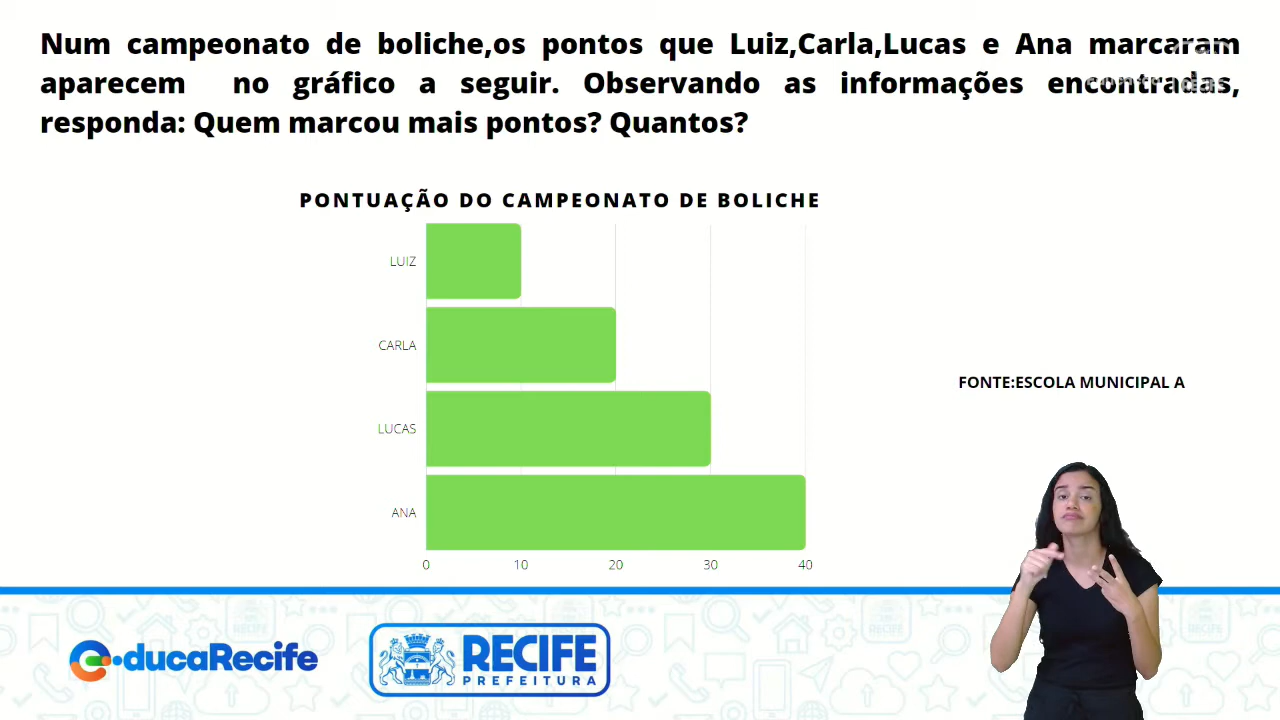 Num campeonato de boliche,os pontos que Luiz,Carla,Lucas e Ana marcaram
aparecem no gráfico a seguir. Observando as informações encontradas,
responda: Quem marcou mais pontos? Quantos?
PONTUAÇÃO DO CAMPEONATO DE BOLICHE
LUIZ
CARLA
LUCAS
ANA
0 10 20 30 40
FONTE:ESCOLA MUNICIPAL A
EducaRecife
RECIFE
PREFEITURA